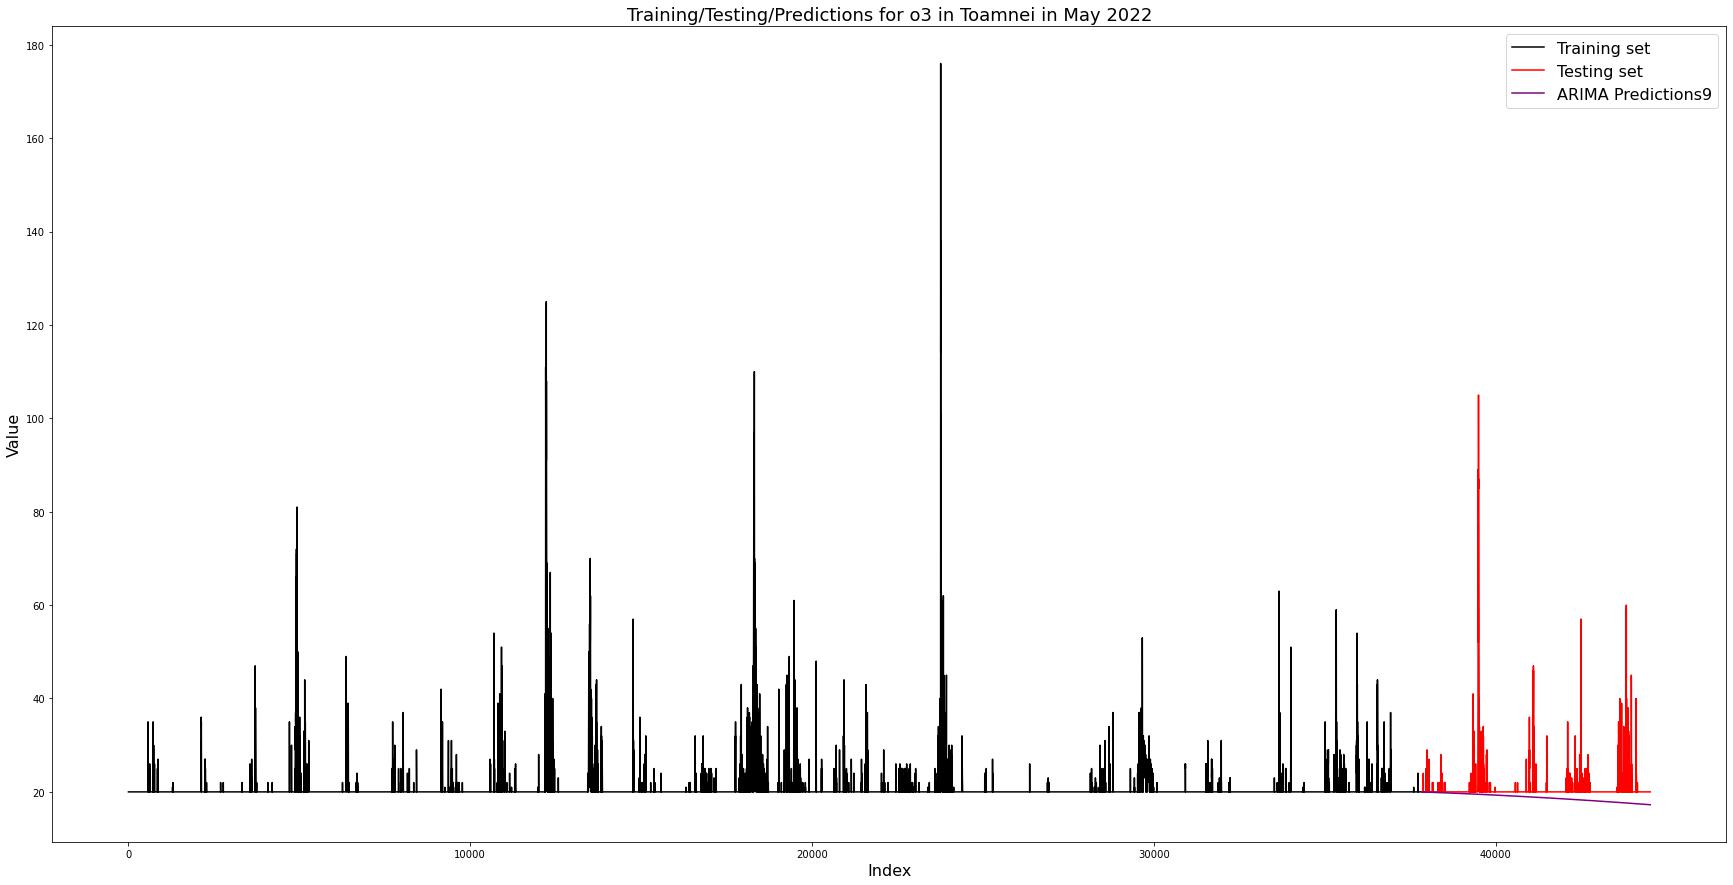 Training/Testing/Predictions for o3 in Toamnei in May 2022
Training set
Testing set
ARIMA Predictions9
Value
180
160
140
120
100
80
60
40
20
0
10000
20000
30000
40000
Index